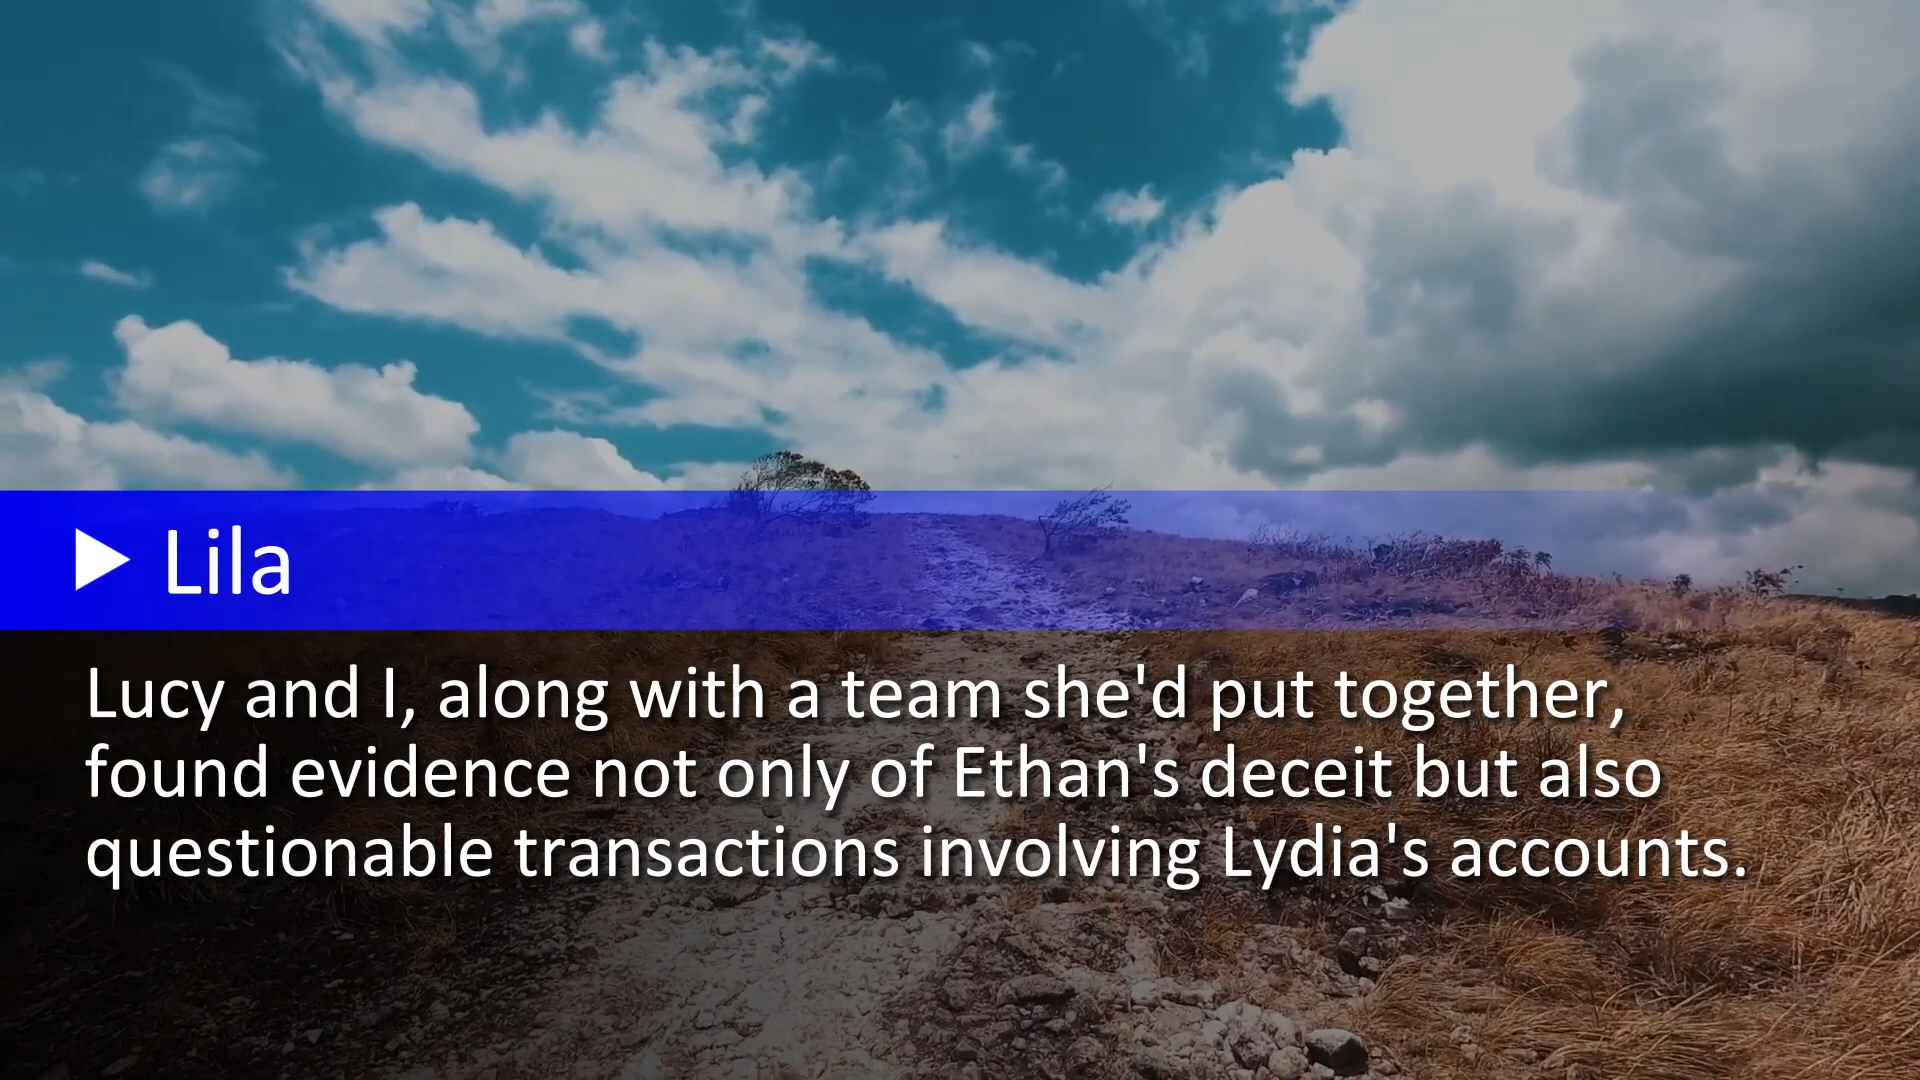 Lila
Lucy and I, along with a team she'd put together,
found evidence not only of Ethan's deceit but also
questionable transactions involving Lydia's accounts.